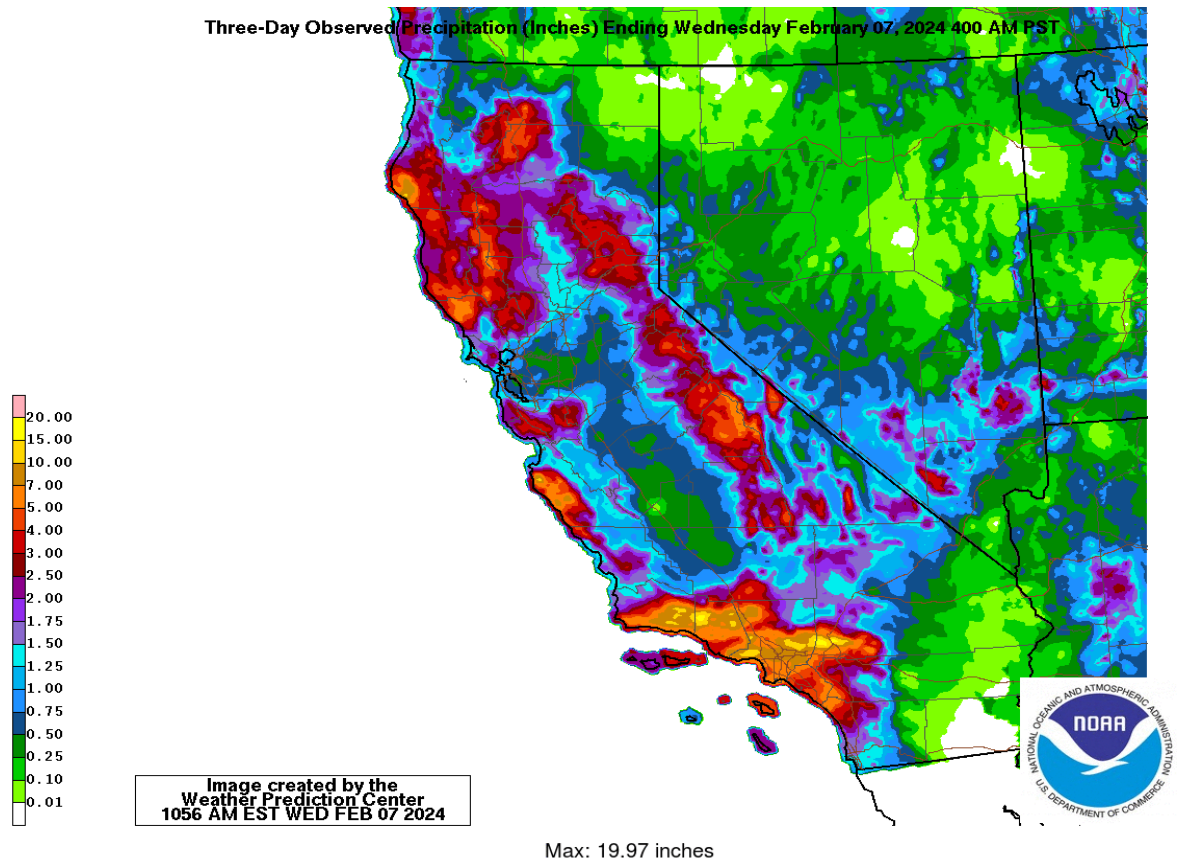 Three-Day Observed Precipitation (Inches) Ending Wednesday February 07, 2024 400 AM PST
20.00
15.00
10.00
7.00
5.00
4.00
3.00
2.50
2.00
1.75
1.50
1.25
1.00
0.75
0.50
0.25
0.10
0.01
Image created by the
Weather Prediction Center
1056 AM EST WED FEB 07 2024
NATIONAL OCEANIC AND ATMOSPHERIC ADMINISTRATION
NOAA
U.S. DEPARTMENT OF COMMERCE
Max: 19.97 inches